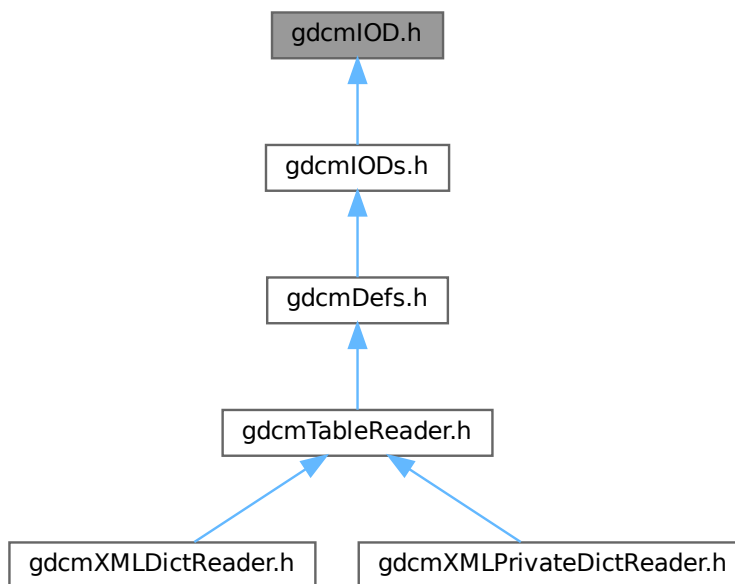 gdcmIOD.h
gdcmIODs.h
gdcmDefs.h
gdcmTableReader.h
gdcmXMLDictReader.h
gdcmXMLPrivateDictReader.h